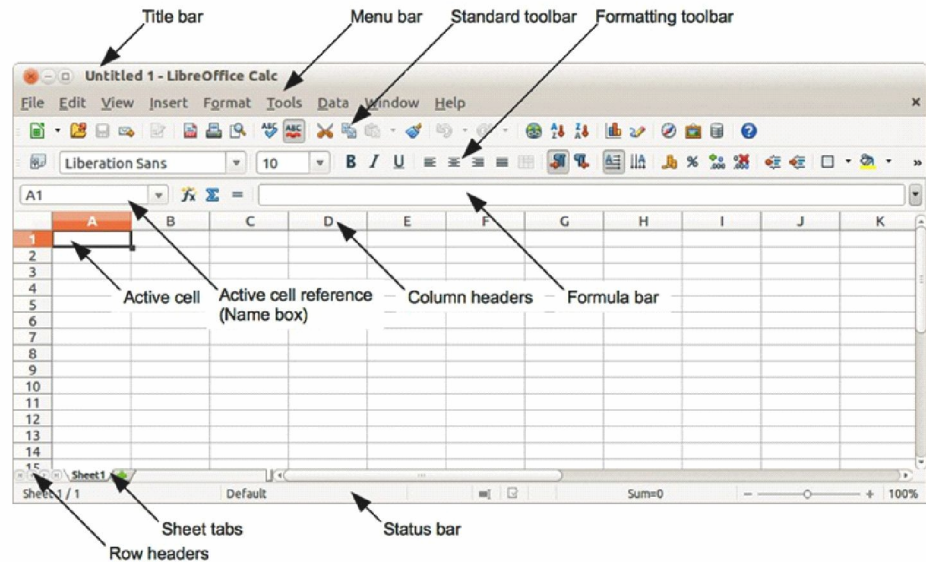 Title bar
Menu bar
Standard toolbar
Formatting toolbar
Untitled 1 - LibreOffice Calc
File Edit View Insert Format Tools Data Window Help
Liberation Sans 10 B I U
A1 =
A B C D E F G H I J K
1
2
3
4
5
6
7
8
9
10
11
12
13
14
15
Active cell
Active cell reference
(Name box)
Column headers
Formula bar
Sheet1
Sheet 1 / 1 Default Sum=0 100%
Sheet tabs
Status bar
Row headers